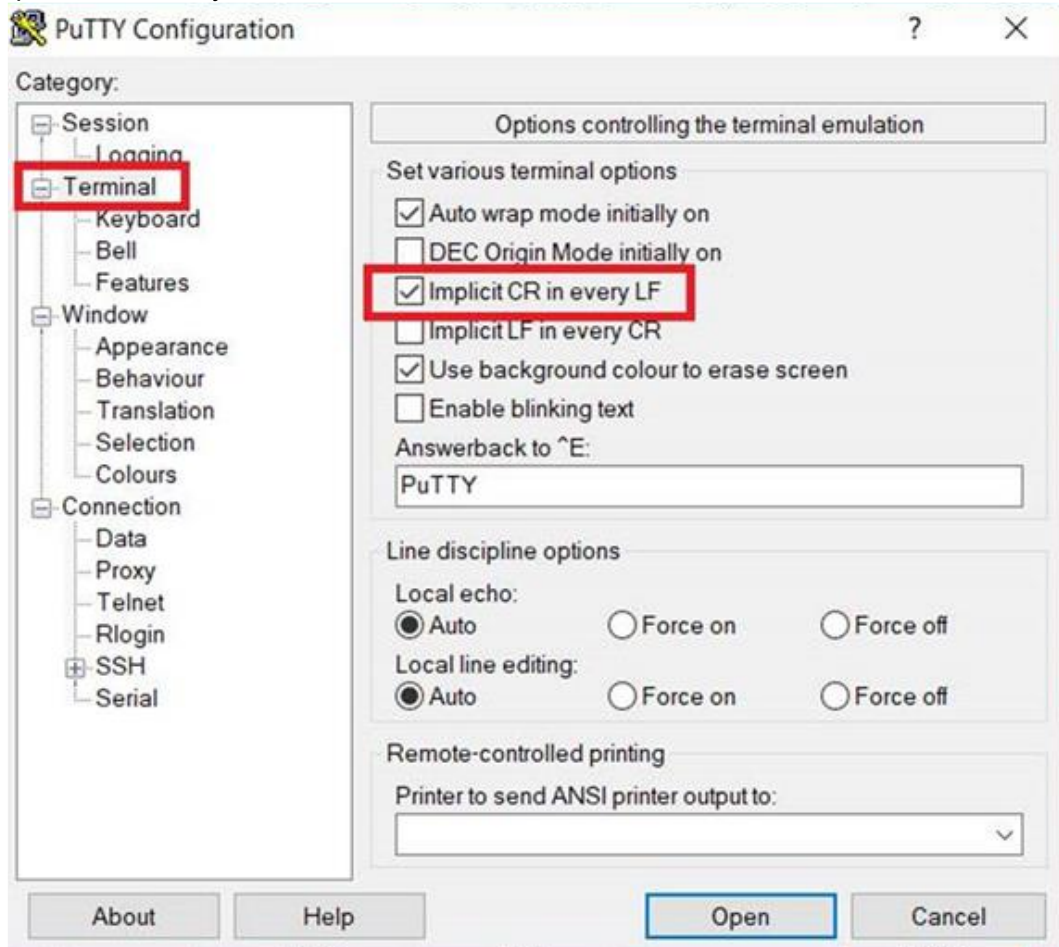 PuTTY Configuration
?
Category:
Session
Logging
Terminal
Keyboard
Bell
Features
Window
Appearance
Behaviour
Translation
Selection
Colours
Connection
Data
Proxy
Telnet
Rlogin
SSH
Serial
Options controlling the terminal emulation
Set various terminal options
Auto wrap mode initially on
DEC Origin Mode initially on
Implicit CR in every LF
Implicit LF in every CR
Use background colour to erase screen
Enable blinking text
Answerback to ^E:
PuTTY
Line discipline options
Local echo:
Auto Force on Force off
Local line editing:
Auto Force on Force off
Remote-controlled printing
Printer to send ANSI printer output to:
About Help Open Cancel